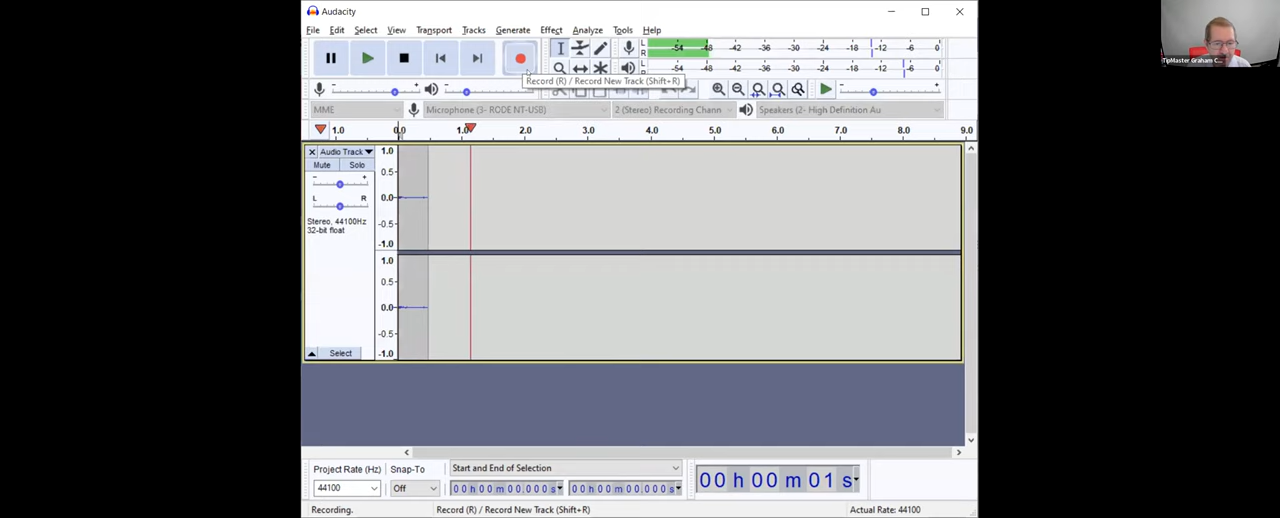 Audacity
File Edit Select View Transport Tracks Generate Effect Analyze Tools Help
L
R
-54 -48 -42 -36 -30 -24 -18 -12 -6 0
L
R
-54 -48 -42 -36 -30 -24 -18 -12 -6 0
Record (R) / Record New Track (Shift+R)
MME
Microphone (3- RODE NT-USB)
2 (Stereo) Recording Chann
Speakers (2- High Definition Au
1.0 0.0 1.0 2.0 3.0 4.0 5.0 6.0 7.0 8.0 9.0
Audio Track
Mute Solo
- +
L R
Stereo, 44100Hz
32-bit float
Select
1.0
0.5
0.0
-0.5
-1.0
1.0
0.5
0.0
-0.5
-1.0
Project Rate (Hz) Snap-To
44100 Off
Start and End of Selection
00 h 00 m 00.000 s 00 h 00 m 00.000 s
00 h 00 m 01 s
Recording. Record (R) / Record New Track (Shift+R) Actual Rate: 44100
TipMaster Graham C...